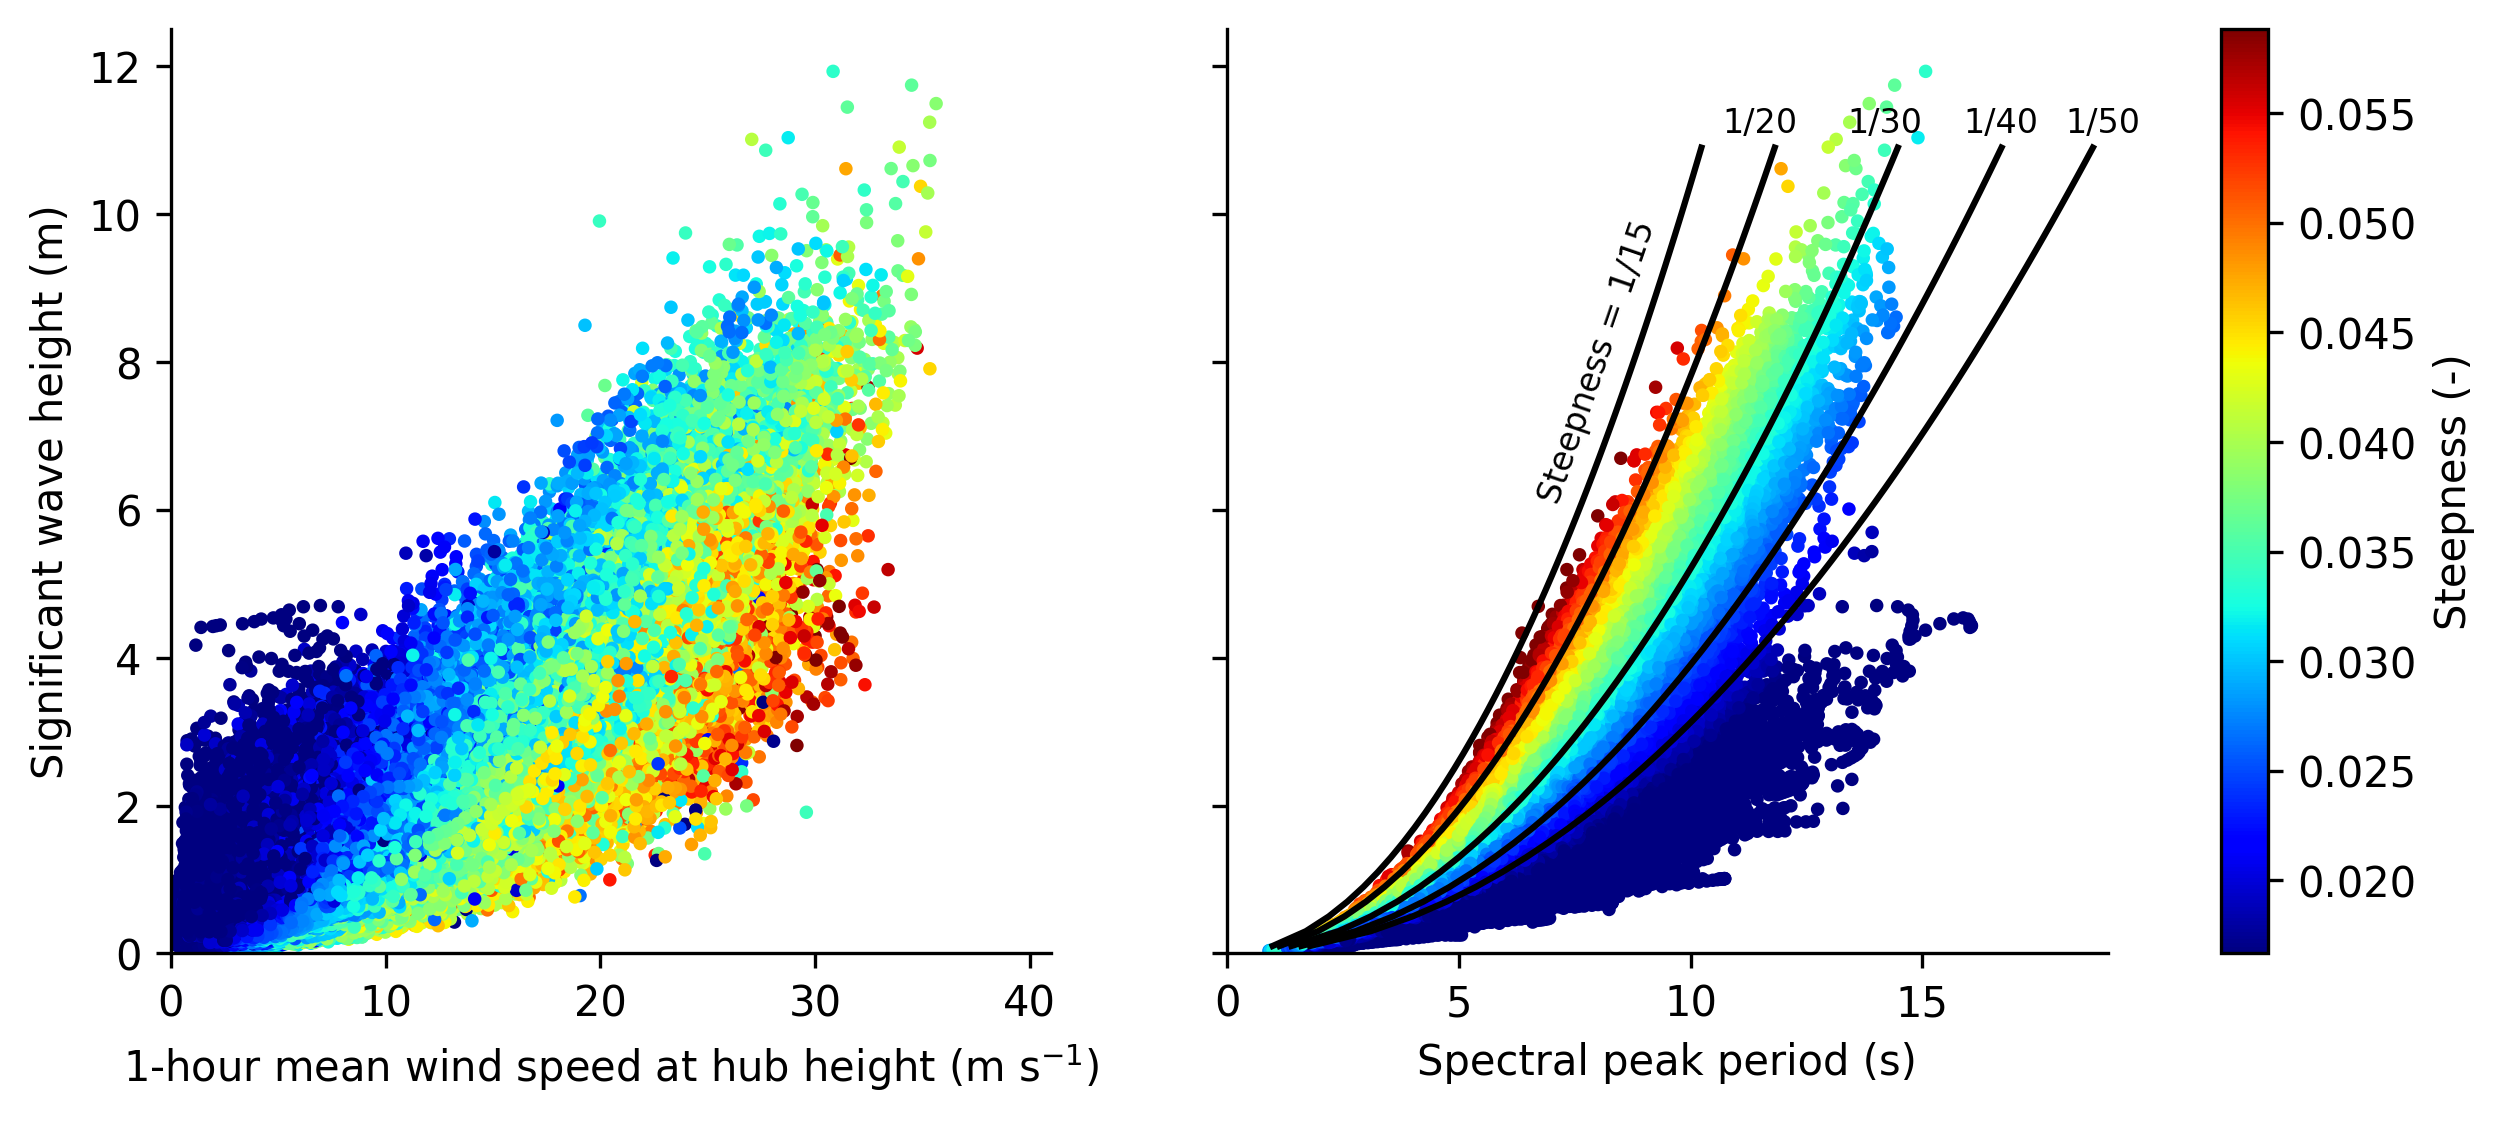 12
10
8
6
4
2
0
Significant wave height (m)
0 10 20 30 40
1-hour mean wind speed at hub height (m s⁻¹)
Steepness = 1/15
1/20 1/30 1/40 1/50
0 5 10 15
Spectral peak period (s)
0.055
0.050
0.045
0.040
0.035
0.030
0.025
0.020
Steepness (-)